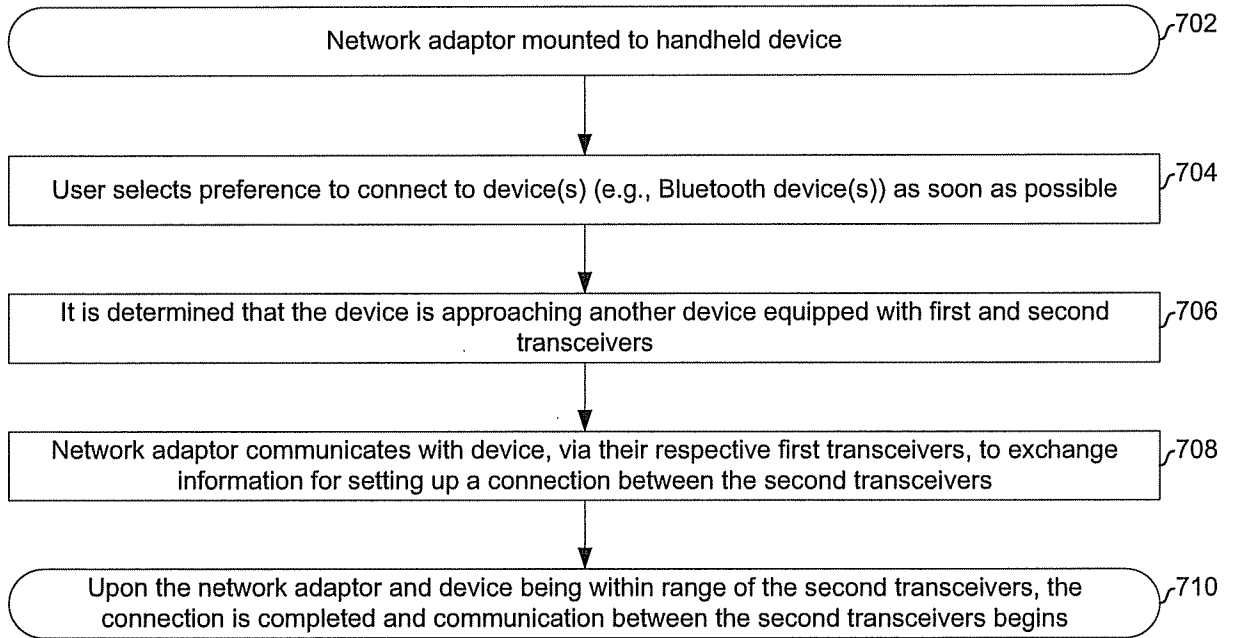 Network adaptor mounted to handheld device
702
User selects preference to connect to device(s) (e.g., Bluetooth device(s)) as soon as possible
704
It is determined that the device is approaching another device equipped with first and second
transceivers
706
Network adaptor communicates with device, via their respective first transceivers, to exchange
information for setting up a connection between the second transceivers
708
Upon the network adaptor and device being within range of the second transceivers, the
connection is completed and communication between the second transceivers begins
710